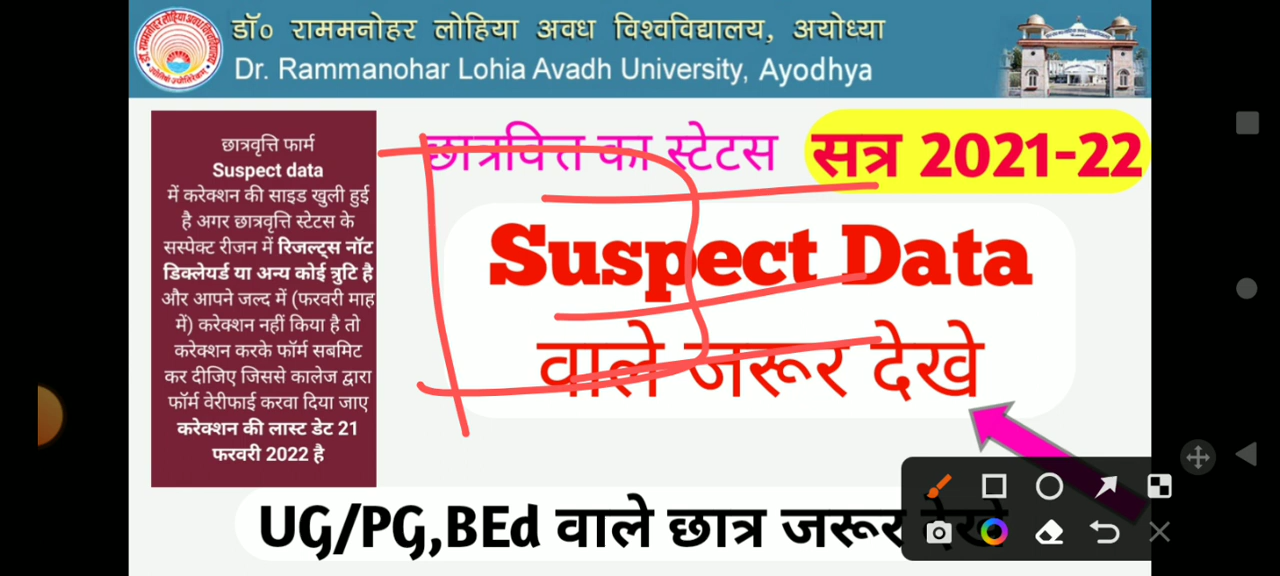 डॉ० राममनोहर लोहिया अवध विश्वविद्यालय, अयोध्या
Dr. Rammanohar Lohia Avadh University, Ayodhya
छात्रवृत्ति फार्म
Suspect data
में करेक्शन की साइड खुली हुई
है अगर छात्रवृत्ति स्टेटस के
सस्पेक्ट रीजन में रिजल्ट्स नॉट
डिक्लेयर्ड या अन्य कोई त्रुटि है
और आपने जल्द में (फरवरी माह
में) करेक्शन नहीं किया है तो
करेक्शन करके फॉर्म सबमिट
कर दीजिए जिससे कालेज द्वारा
फॉर्म वेरीफाई करवा दिया जाए
करेक्शन की लास्ट डेट 21
फरवरी 2022 है
छात्रवित्त का स्टेटस
सत्र 2021-22
Suspect Data
वाले जरूर देखे
UG/PG,BEd वाले छात्र जरूर देखे